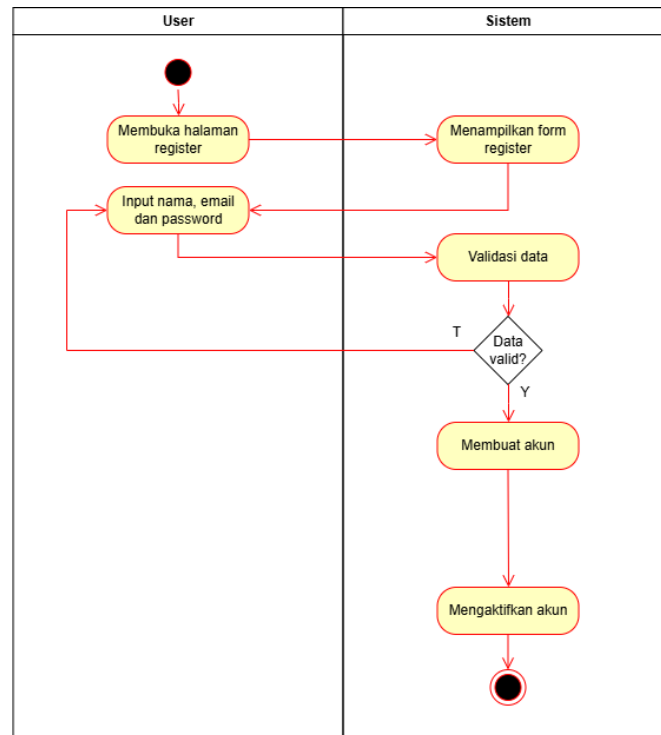 User
Sistem
Membuka halaman
register
Menampilkan form
register
Input nama, email
dan password
Validasi data
Data
valid?
T
Y
Membuat akun
Mengaktifkan akun